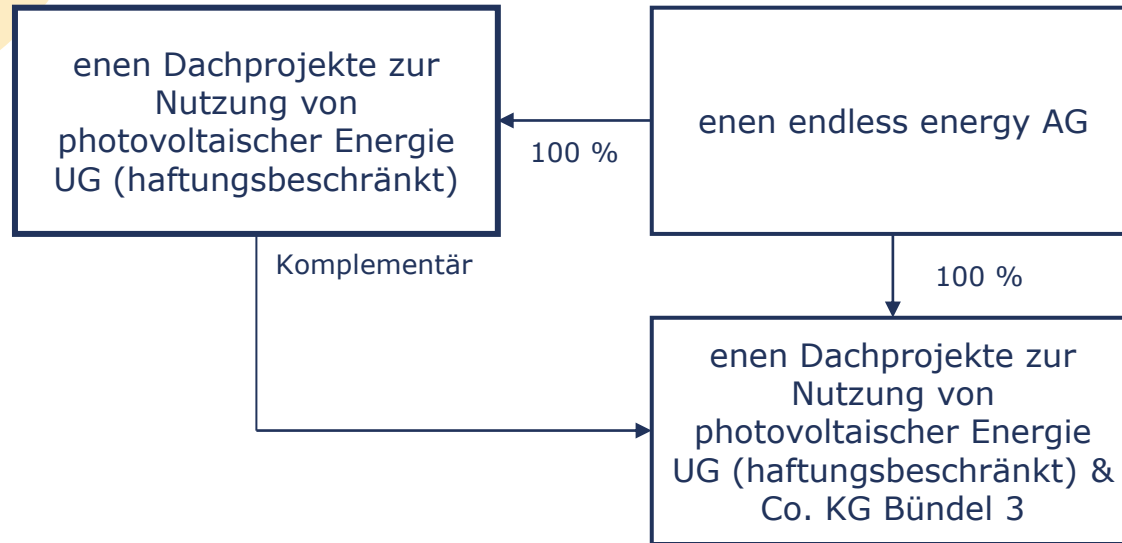 enen Dachprojekte zur
Nutzung von
photovoltaischer Energie
UG (haftungsbeschränkt)
100 %
enen endless energy AG
Komplementär
100 %
enen Dachprojekte zur
Nutzung von
photovoltaischer Energie
UG (haftungsbeschränkt) &
Co. KG Bündel 3